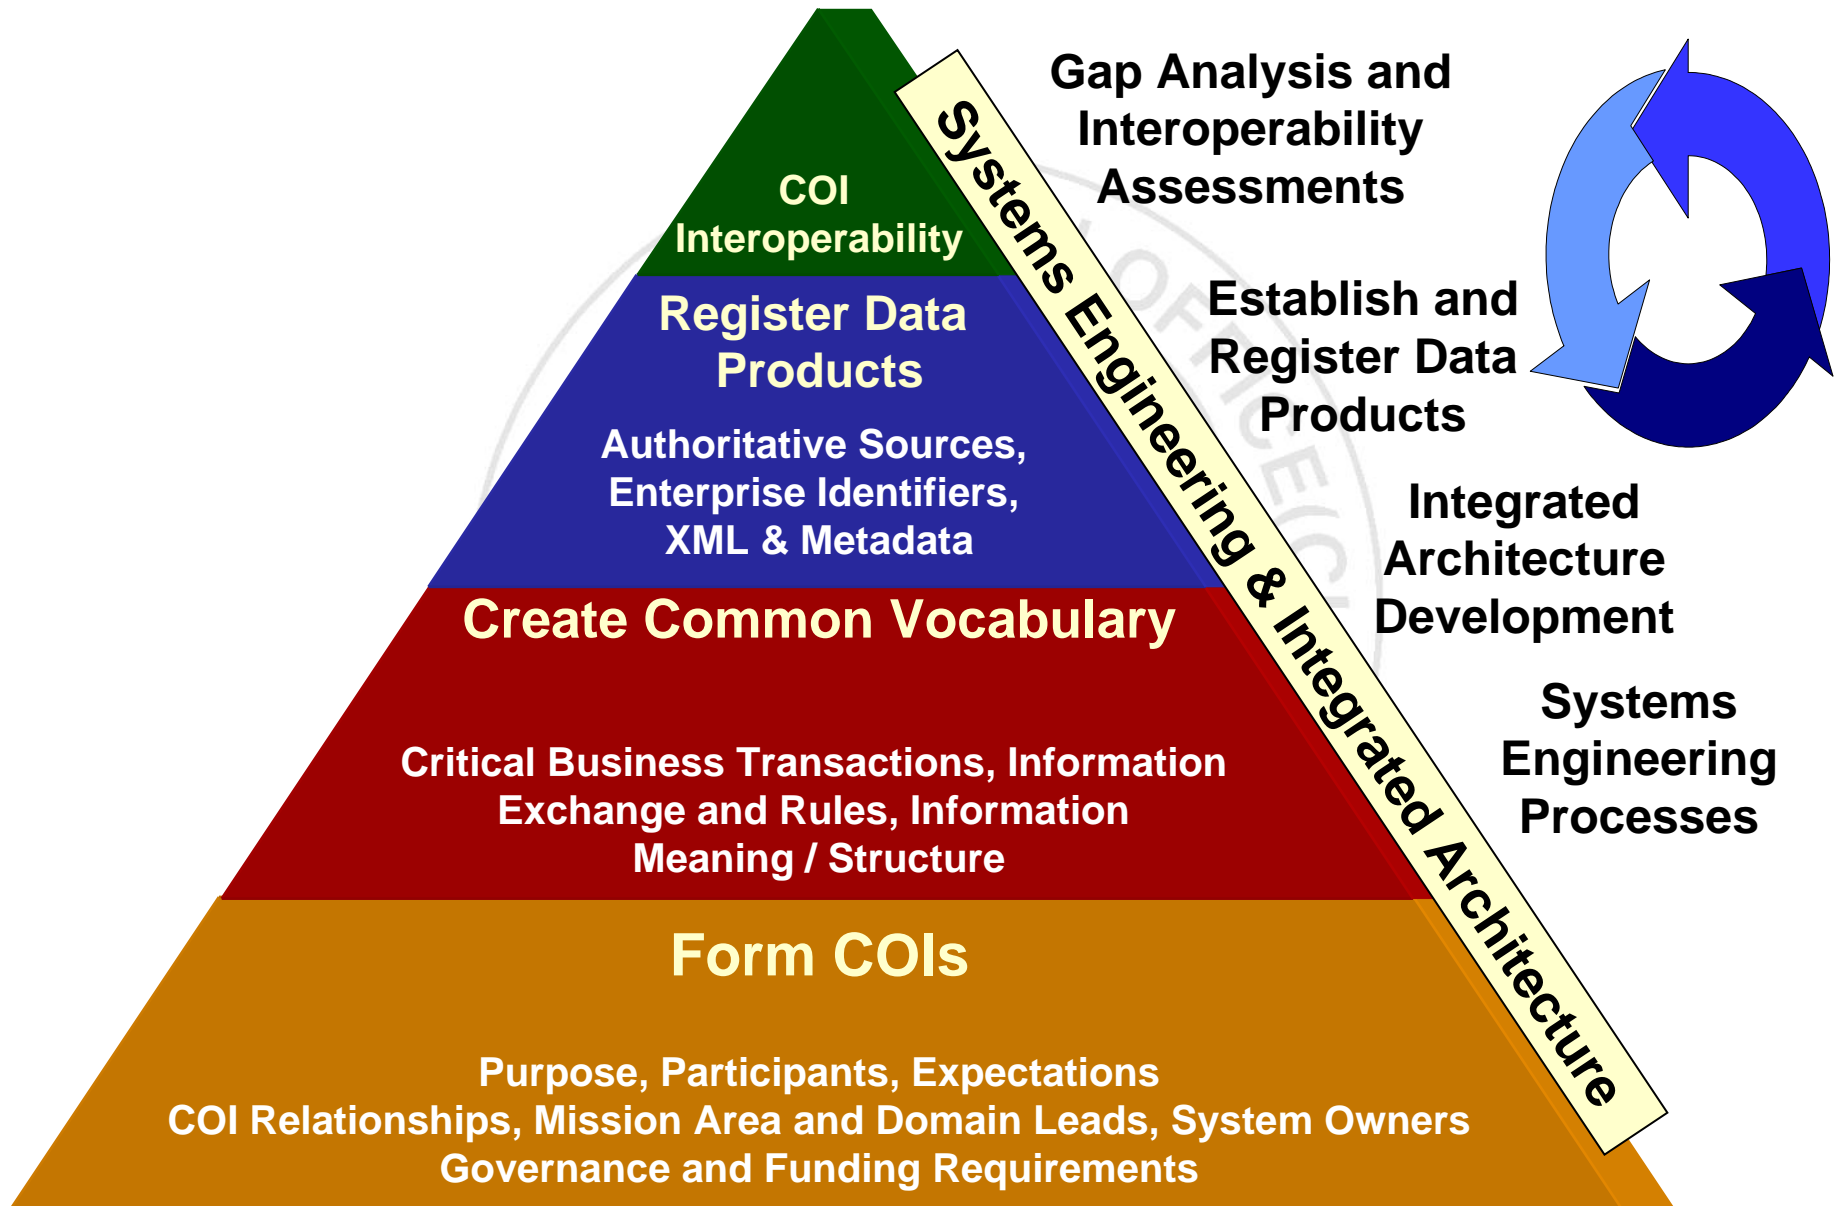 COI
Interoperability
Register Data
Products
Authoritative Sources,
Enterprise Identifiers,
XML & Metadata
Create Common Vocabulary
Critical Business Transactions, Information
Exchange and Rules, Information
Meaning / Structure
Form COIs
Purpose, Participants, Expectations
COI Relationships, Mission Area and Domain Leads, System Owners
Governance and Funding Requirements
Systems Engineering & Integrated Architecture
Gap Analysis and
Interoperability
Assessments
Establish and
Register Data
Products
Integrated
Architecture
Development
Systems
Engineering
Processes